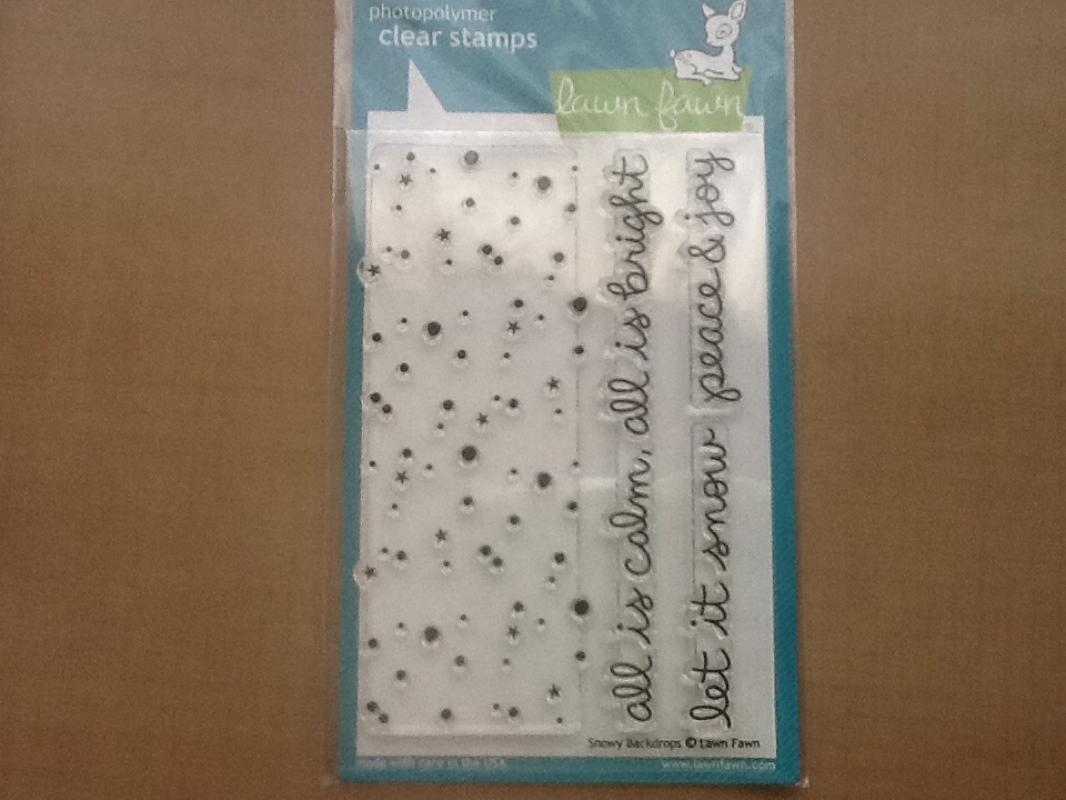 photopolymer
clear stamps
lawn fawn
all is calm, all is bright
let it snow peace & joy
Snowy Backdrops © Lawn Fawn
made with care in the USA
www.lawnfawn.com